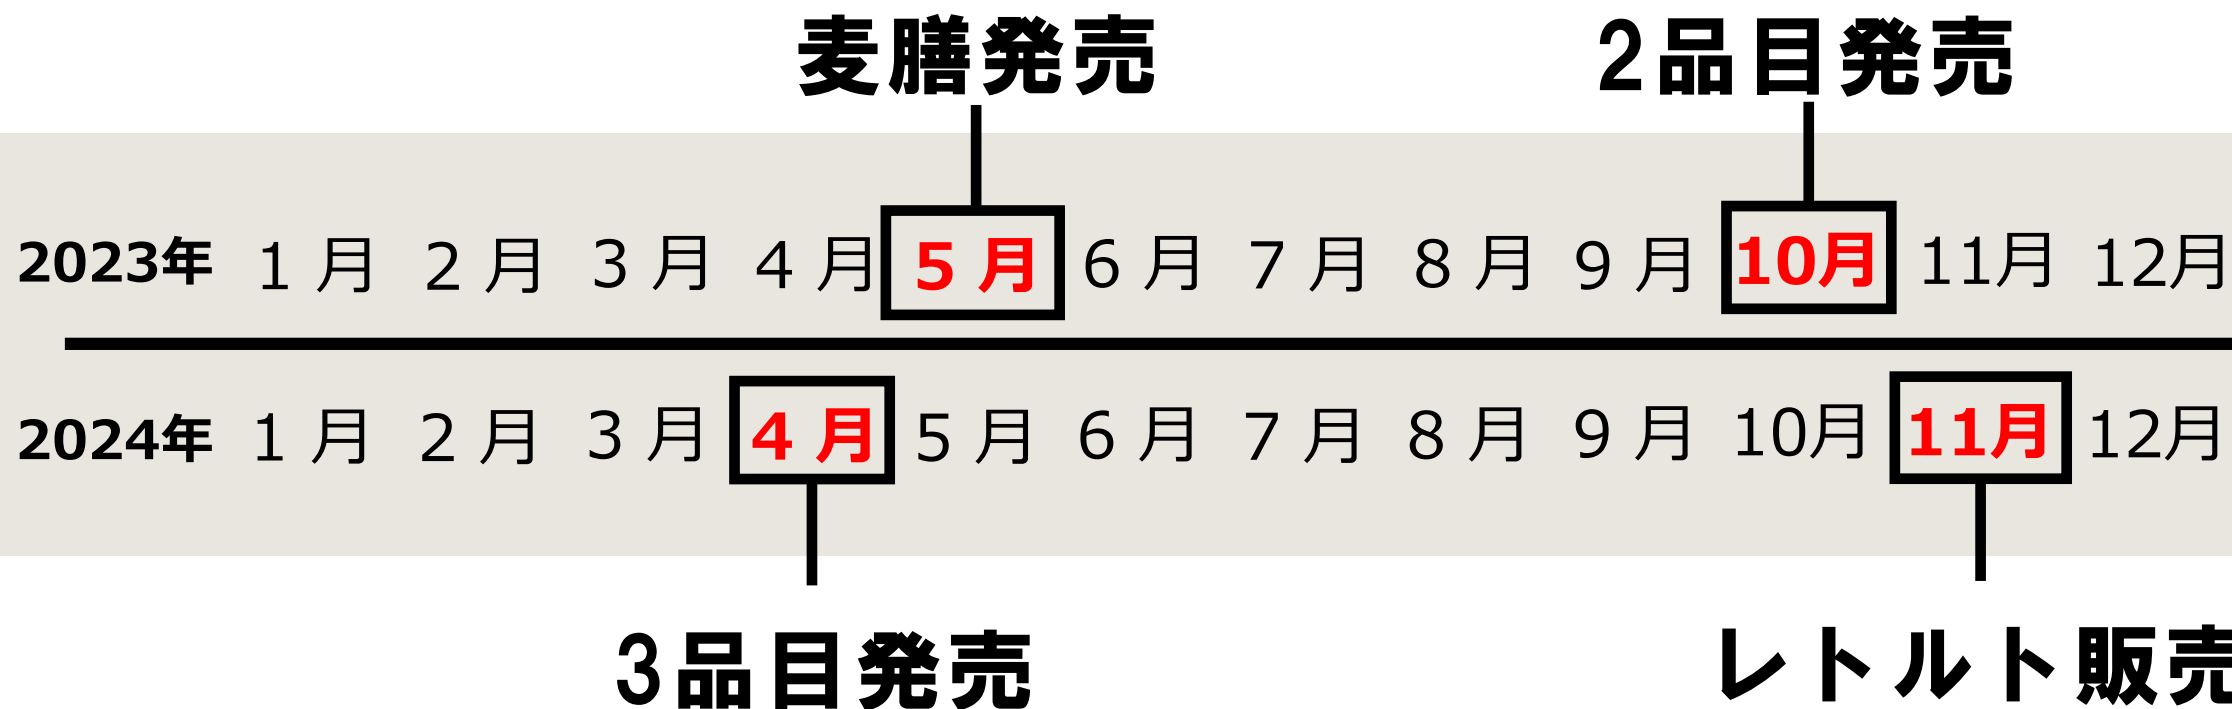 麦膳発売 2品目発売
2023年 1月 2月 3月 4月 5月 6月 7月 8月 9月 10月 11月 12月
2024年 1月 2月 3月 4月 5月 6月 7月 8月 9月 10月 11月 12月
3品目発売 レトルト販売